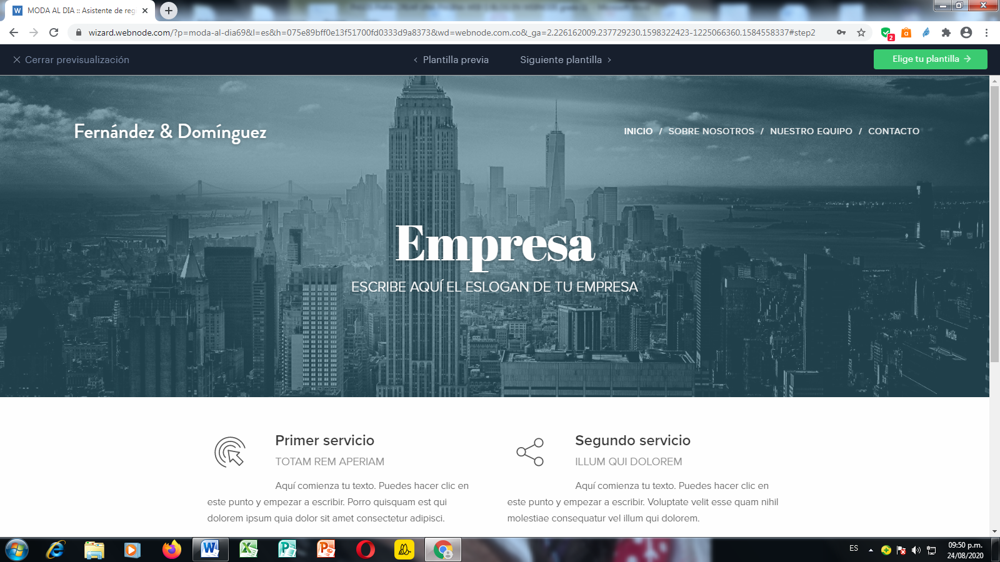 MODA AL DIA :: Asistente de reg
wizard.webnode.com/?p=moda-al-dia69&l=es&h=075e89bff0e13f51700fd0333d9a8373&wd=webnode.com.co&_ga=2.226162009.237729230.1598322423-1225066360.1584558337#step2
2
a
Cerrar previsualización
Plantilla previa
Siguiente plantilla
Elige tu plantilla
Fernández & Domínguez
INICIO / SOBRE NOSOTROS / NUESTRO EQUIPO / CONTACTO
Empresa
ESCRIBE AQUÍ EL ESLOGAN DE TU EMPRESA
MetLife
Primer servicio
TOTAM REM APERIAM
Aquí comienza tu texto. Puedes hacer clic en
este punto y empezar a escribir. Porro quisquam est qui
dolorem ipsum quia dolor sit amet consectetur adipisci.
Segundo servicio
ILLUM QUI DOLOREM
Aquí comienza tu texto. Puedes hacer clic en
este punto y empezar a escribir. Voluptate velit esse quam nihil
molestiae consequatur vel illum qui dolorem.
ES
09:50 p.m.
24/08/2020